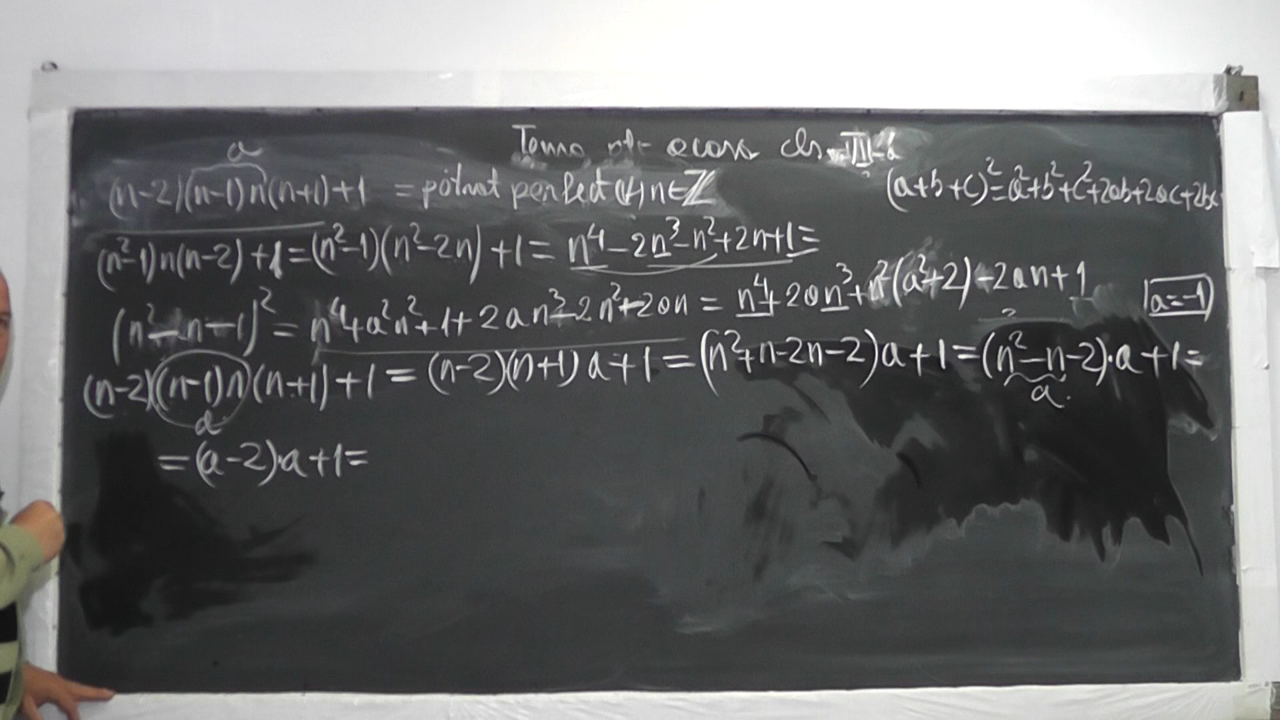 Tema pt. acasă cls.
a
(n-2)(n-1)n(n+1)+1 = pătrat perfect (∀) n∈ℤ
(a+b+c)²=a²+b²+c²+2ab+2ac+2bc
(n²-1)n(n-2)+1=(n²-1)(n²-2n)+1= n⁴-2n³-n²+2n+1=
(n²-n-1)² = n⁴+a²n²+1+2an³-2n²-2an = n⁴+2an³+n²(a²+2)-2an+1
a=-1
(n-2)(n-1)n(n+1)+1 = (n-2)(n+1)a+1=(n²+n-2n-2)a+1=(n²-n-2)·a+1=
a a.
=(a-2)·a+1=